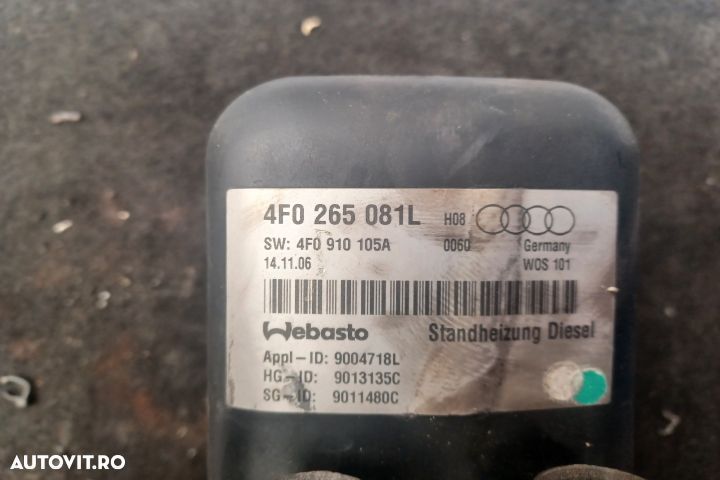 4F0 265 081L H08
SW: 4F0 910 105A 0060 Germany
14.11.06 WOS 101
Webasto Standheizung Diesel
Appl-ID: 9004718L
HG-ID: 9013135C
SG-ID: 9011480C
AUTOVIT.RO